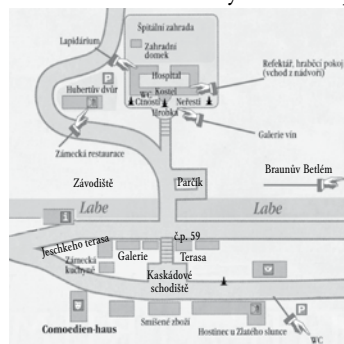 Špitální zahrada
Lapidárium
Zahradní
domek
Hospital
Refektář, hraběcí pokoj
(vchod z nádvoří)
P
WC
Kostel
Ctnosti
Neřesti
Hrobka
Hubertův dvůr
Galerie vín
Zámecká restaurace
Závodiště
Parčík
Braunův Betlém
Labe
Labe
i
Jeschkeho terasa
č.p. 59
Zámecká
kuchyně
Galerie
Terasa
Kaskádové
schodiště
Comoedien-haus
Smíšené zboží
Hostinec u Zlatého slunce
P
WC